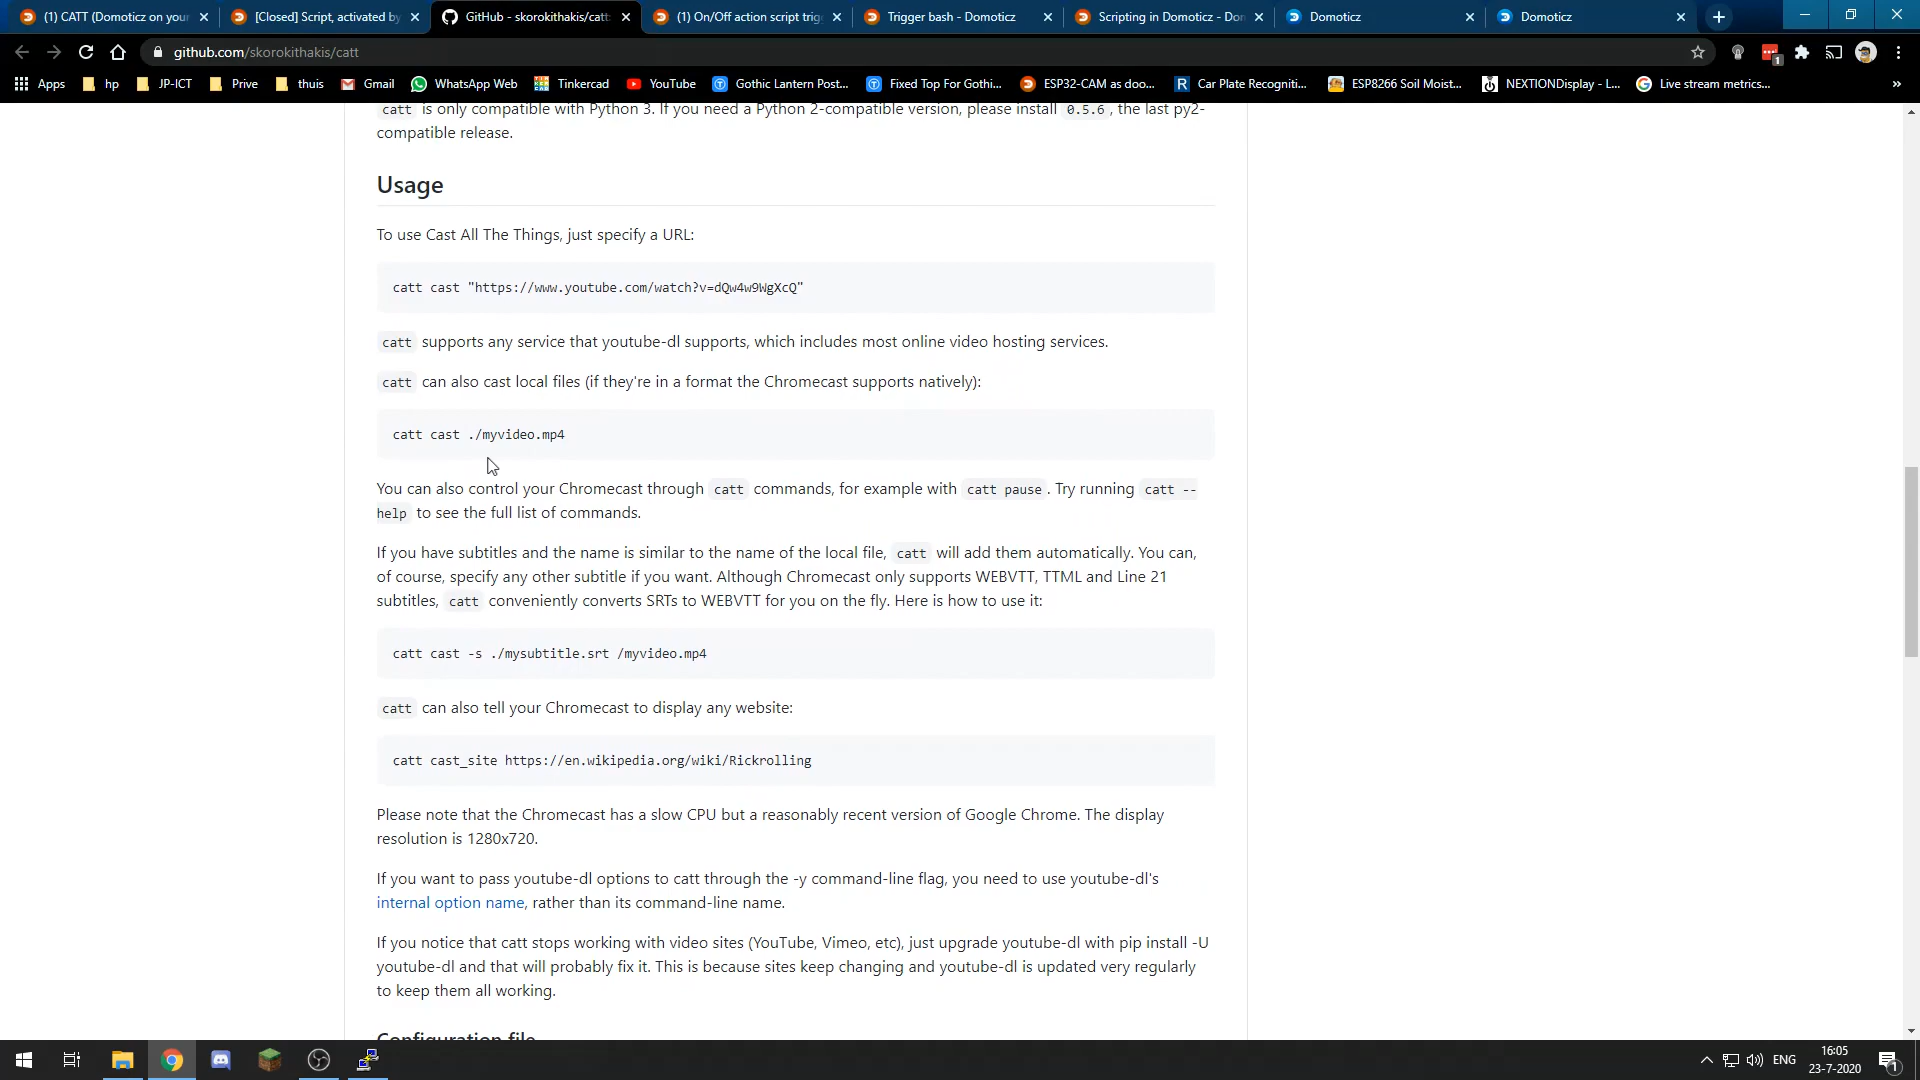 (1) CATT (Domoticz on your
[Closed] Script, activated by
GitHub - skorokithakis/catt:
(1) On/Off action script trig
Trigger bash - Domoticz
Scripting in Domoticz - Don
Domoticz
Domoticz
github.com/skorokithakis/catt
1
Apps
hp
JP-ICT
Prive
thuis
Gmail
WhatsApp Web
Tinkercad
YouTube
Gothic Lantern Post...
Fixed Top For Gothi...
ESP32-CAM as doo...
Car Plate Recogniti...
ESP8266 Soil Moist...
NEXTIONDisplay - L...
Live stream metrics...
»
catt is only compatible with Python 3. If you need a Python 2-compatible version, please install 0.5.6, the last py2-
compatible release.
Usage
To use Cast All The Things, just specify a URL:
catt cast "https://www.youtube.com/watch?v=dQw4w9WgXcQ"
catt supports any service that youtube-dl supports, which includes most online video hosting services.
catt can also cast local files (if they're in a format the Chromecast supports natively):
catt cast ./myvideo.mp4
You can also control your Chromecast through catt commands, for example with catt pause. Try running catt --
help to see the full list of commands.
If you have subtitles and the name is similar to the name of the local file, catt will add them automatically. You can,
of course, specify any other subtitle if you want. Although Chromecast only supports WEBVTT, TTML and Line 21
subtitles, catt conveniently converts SRTs to WEBVTT for you on the fly. Here is how to use it:
catt cast -s ./mysubtitle.srt /myvideo.mp4
catt can also tell your Chromecast to display any website:
catt cast_site https://en.wikipedia.org/wiki/Rickrolling
Please note that the Chromecast has a slow CPU but a reasonably recent version of Google Chrome. The display
resolution is 1280x720.
If you want to pass youtube-dl options to catt through the -y command-line flag, you need to use youtube-dl's
internal option name, rather than its command-line name.
If you notice that catt stops working with video sites (YouTube, Vimeo, etc), just upgrade youtube-dl with pip install -U
youtube-dl and that will probably fix it. This is because sites keep changing and youtube-dl is updated very regularly
to keep them all working.
Configuration file
ENG
16:05
23-7-2020
1